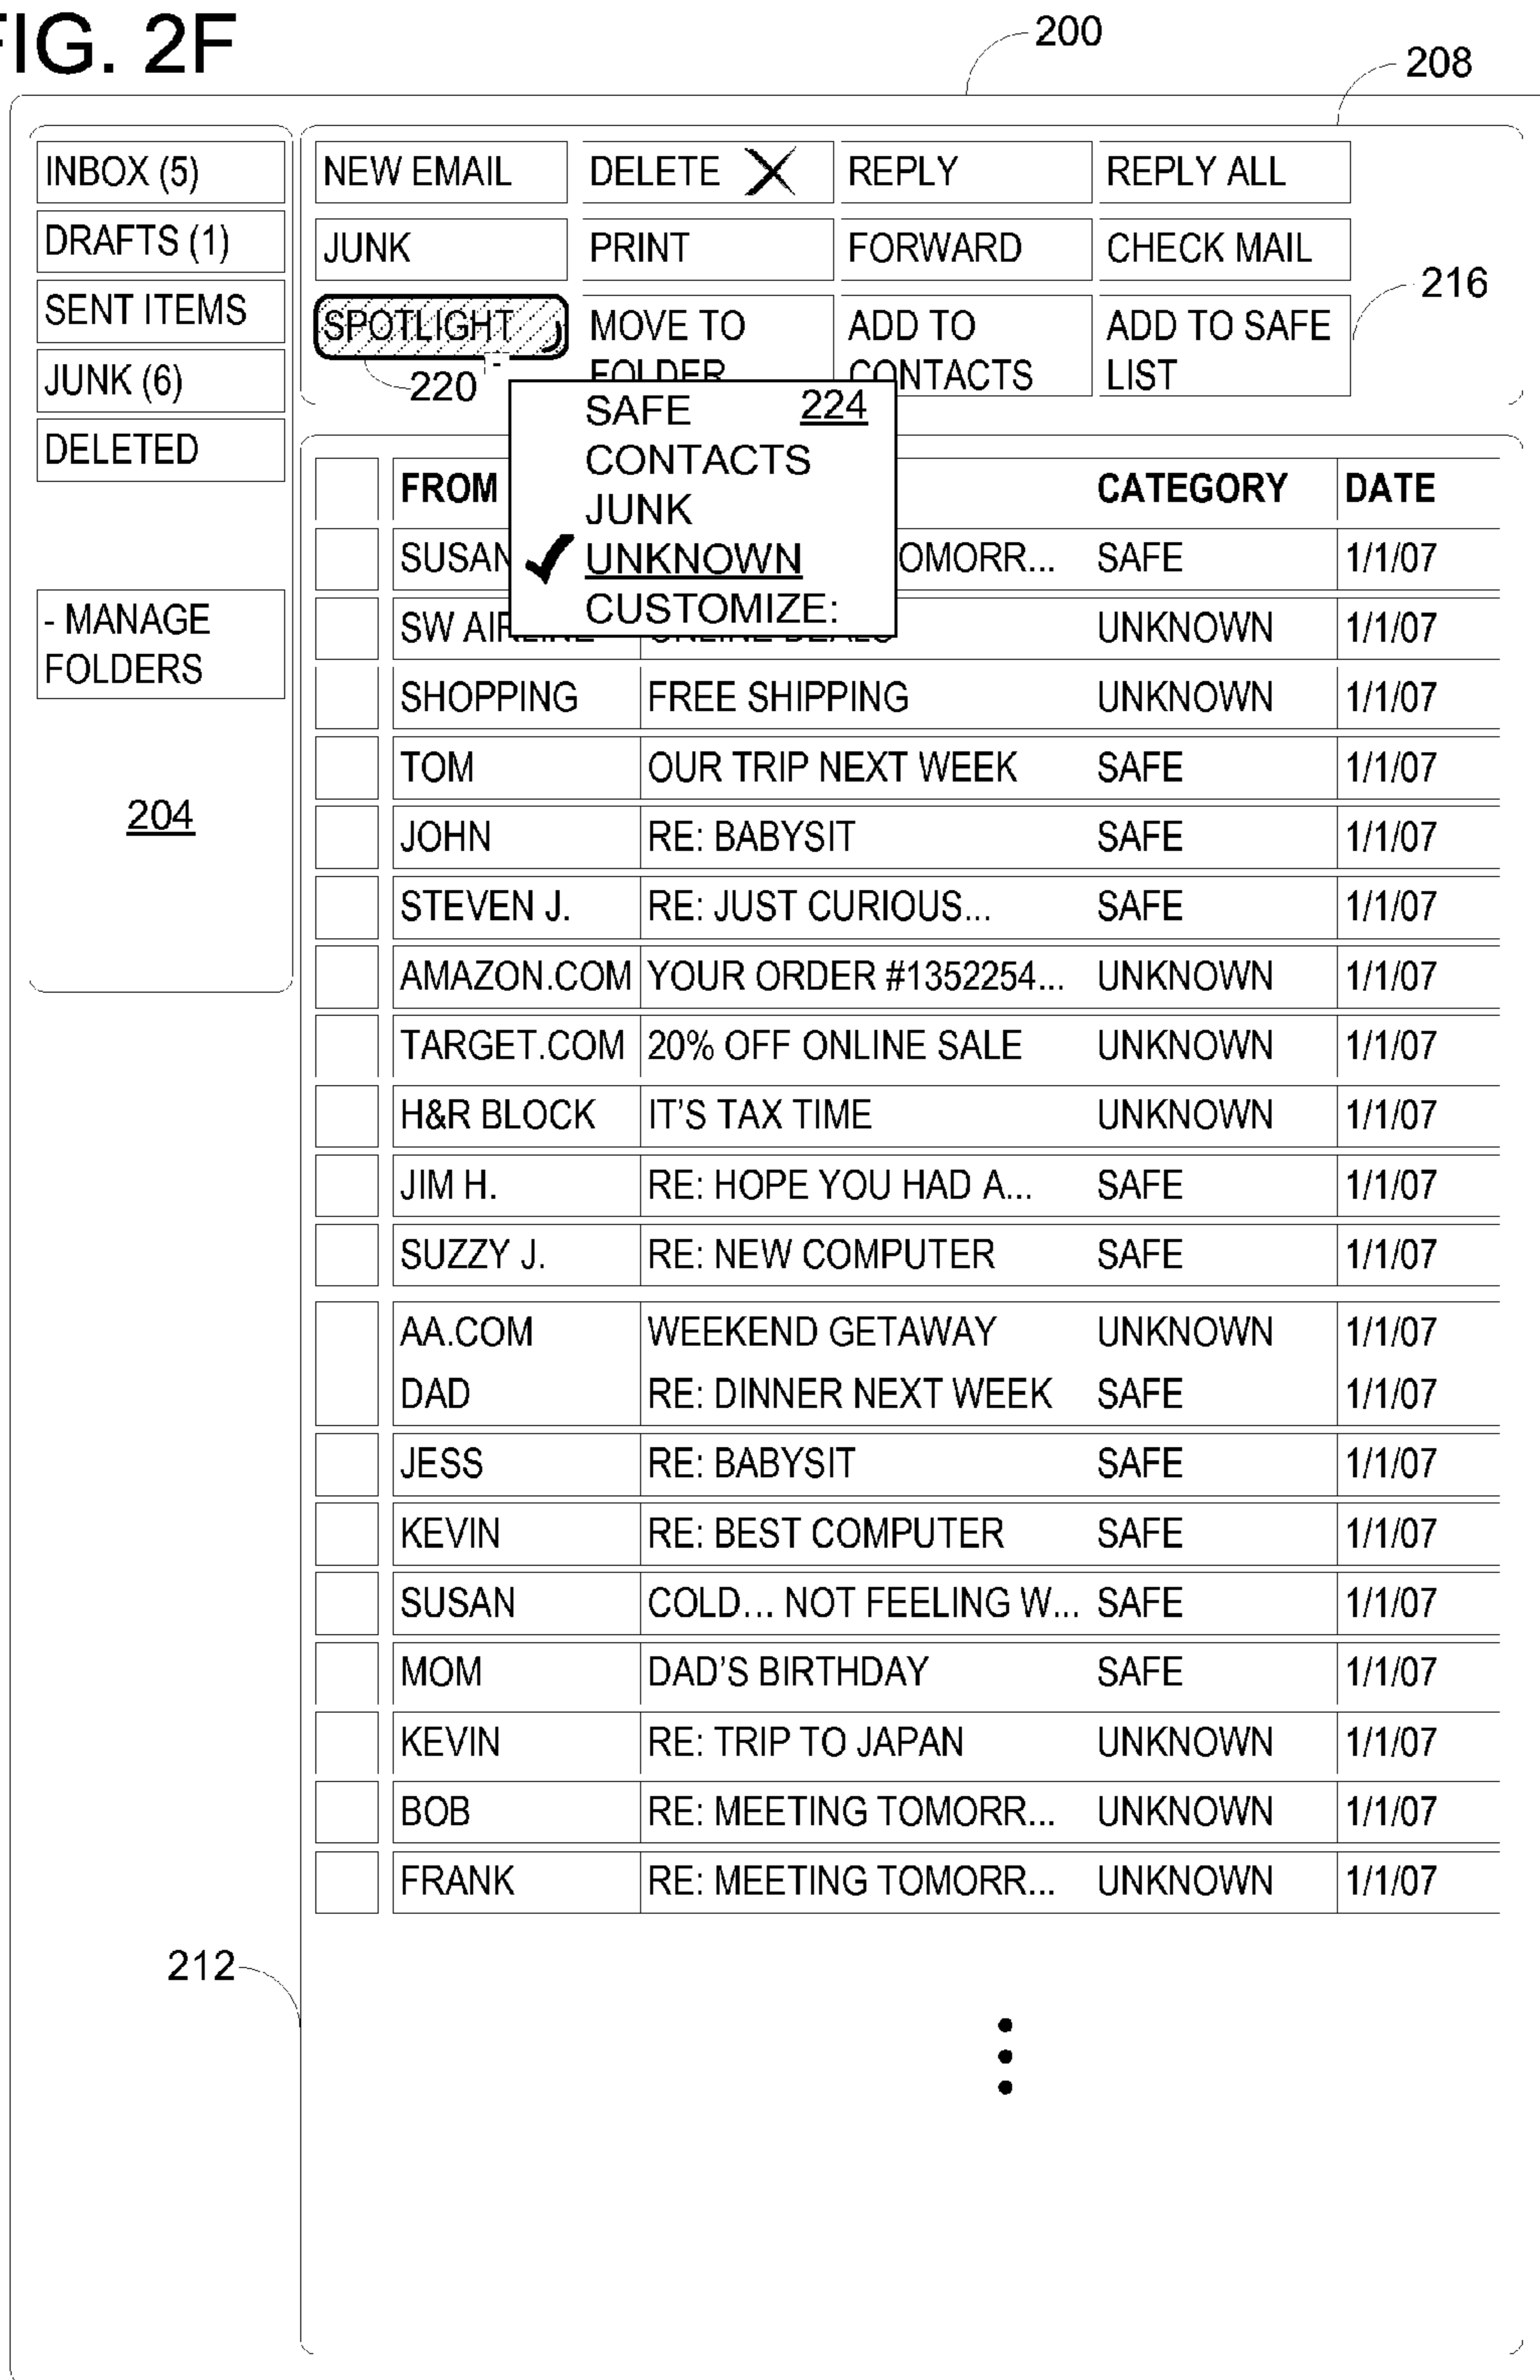 FIG. 2F
200
208
INBOX (5)
DRAFTS (1)
SENT ITEMS
JUNK (6)
DELETED
- MANAGE
FOLDERS
204
NEW EMAIL DELETE REPLY REPLY ALL
JUNK PRINT FORWARD CHECK MAIL
216
SPOTLIGHT MOVE TO ADD TO ADD TO SAFE
FOLDER CONTACTS LIST
220
SAFE 224
CONTACTS
JUNK
✓ UNKNOWN
CUSTOMIZE:
FROM CATEGORY DATE
SUSAN OMORR... SAFE 1/1/07
SW AIRLINE ONLINE DEALS UNKNOWN 1/1/07
SHOPPING FREE SHIPPING UNKNOWN 1/1/07
TOM OUR TRIP NEXT WEEK SAFE 1/1/07
JOHN RE: BABYSIT SAFE 1/1/07
STEVEN J. RE: JUST CURIOUS... SAFE 1/1/07
AMAZON.COM YOUR ORDER #1352254... UNKNOWN 1/1/07
TARGET.COM 20% OFF ONLINE SALE UNKNOWN 1/1/07
H&R BLOCK IT'S TAX TIME UNKNOWN 1/1/07
JIM H. RE: HOPE YOU HAD A... SAFE 1/1/07
SUZZY J. RE: NEW COMPUTER SAFE 1/1/07
AA.COM WEEKEND GETAWAY UNKNOWN 1/1/07
DAD RE: DINNER NEXT WEEK SAFE 1/1/07
JESS RE: BABYSIT SAFE 1/1/07
KEVIN RE: BEST COMPUTER SAFE 1/1/07
SUSAN COLD... NOT FEELING W... SAFE 1/1/07
MOM DAD'S BIRTHDAY SAFE 1/1/07
KEVIN RE: TRIP TO JAPAN UNKNOWN 1/1/07
BOB RE: MEETING TOMORR... UNKNOWN 1/1/07
FRANK RE: MEETING TOMORR... UNKNOWN 1/1/07
212